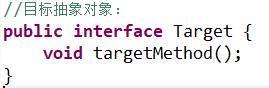 //目标抽象对象：
public interface Target {
    void targetMethod();
}